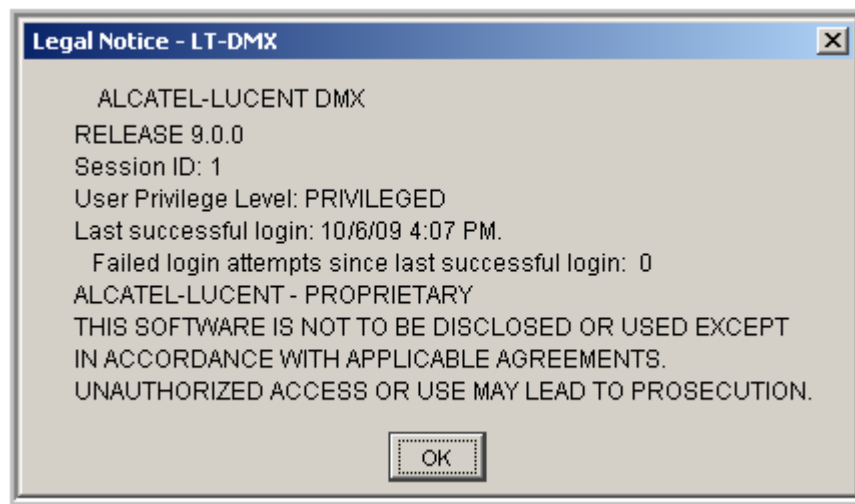 Legal Notice - LT-DMX
ALCATEL-LUCENT DMX
RELEASE 9.0.0
Session ID: 1
User Privilege Level: PRIVILEGED
Last successful login: 10/6/09 4:07 PM.
Failed login attempts since last successful login: 0
ALCATEL-LUCENT - PROPRIETARY
THIS SOFTWARE IS NOT TO BE DISCLOSED OR USED EXCEPT
IN ACCORDANCE WITH APPLICABLE AGREEMENTS.
UNAUTHORIZED ACCESS OR USE MAY LEAD TO PROSECUTION.
OK